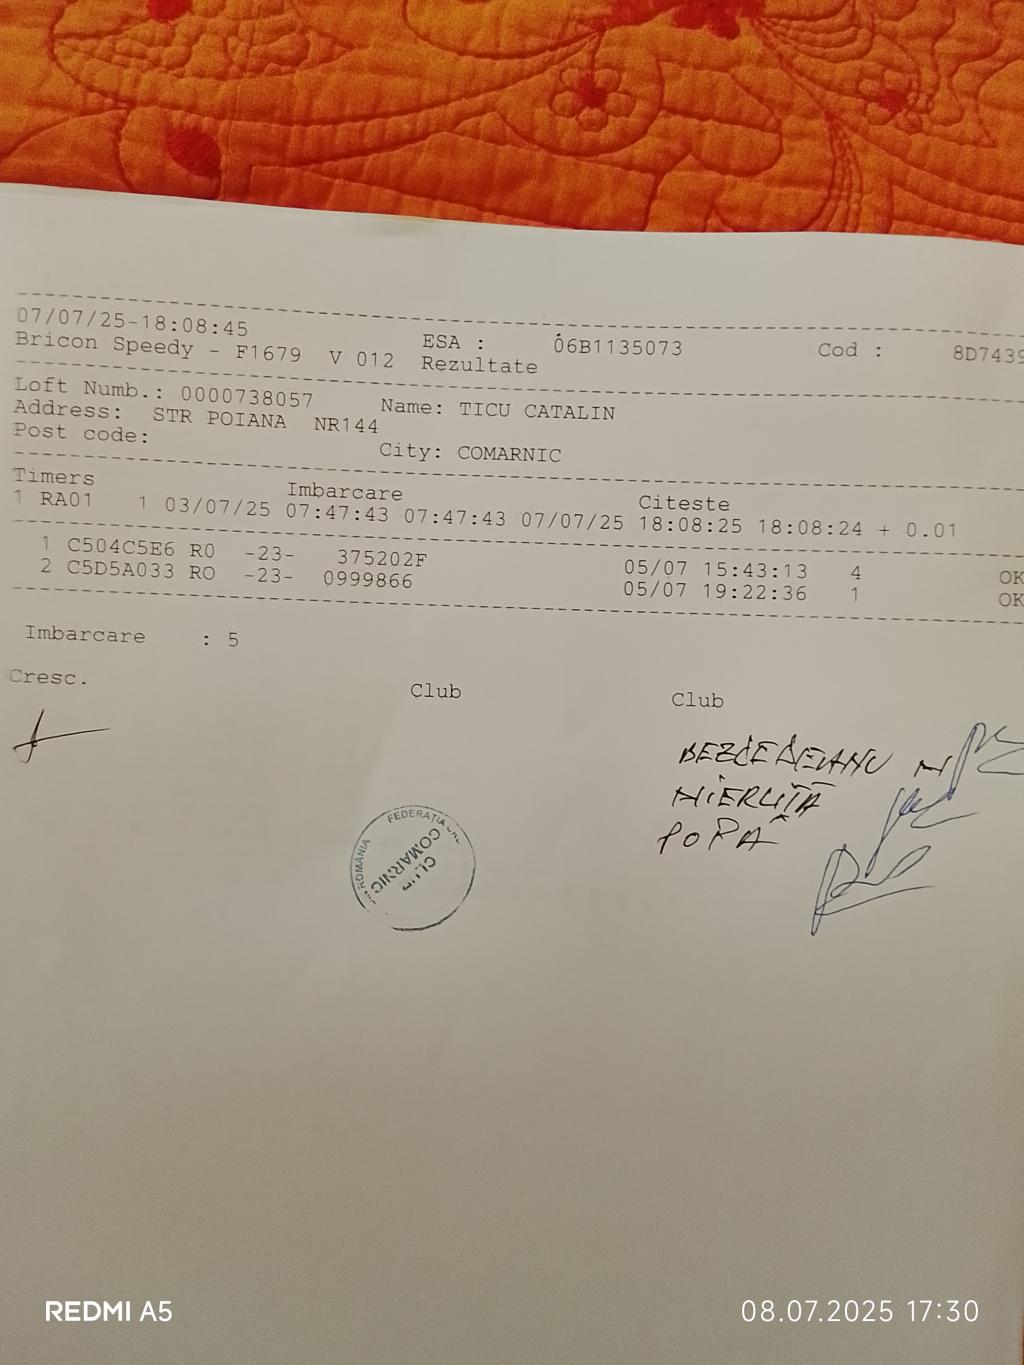 07/07/25-18:08:45 ESA : 06B1135073 Cod : 8D7439
Bricon Speedy - F1679 V 012 Rezultate
Loft Numb.: 0000738057 Name: TICU CATALIN
Address: STR POIANA NR144
Post code: City: COMARNIC
Timers Imbarcare Citeste
1 RA01 1 03/07/25 07:47:43 07:47:43 07/07/25 18:08:25 18:08:24 + 0.01
1 C504C5E6 RO -23- 375202F 05/07 15:43:13 4 OK
2 C5D5A033 RO -23- 0999866 05/07 19:22:36 1 OK
Imbarcare : 5
Cresc. Club Club
BEZDEDEANU N
MIERLIȚĂ
POPA
FEDERAȚIA
ROMÂNIA
COMARNIC
REDMI A5 08.07.2025 17:30